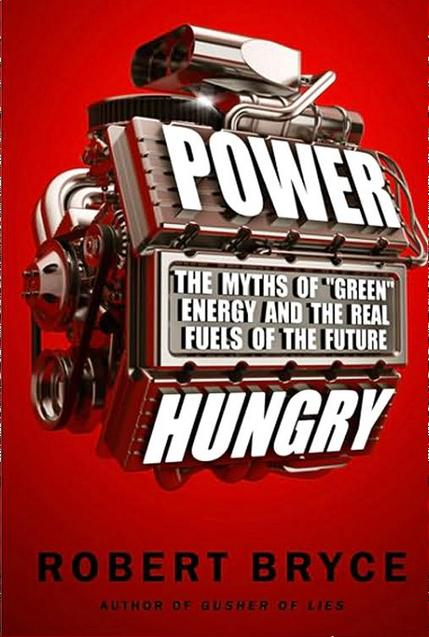 POWER
THE MYTHS OF "GREEN"
ENERGY AND THE REAL
FUELS OF THE FUTURE
HUNGRY
ROBERT BRYCE
AUTHOR OF GUSHER OF LIES